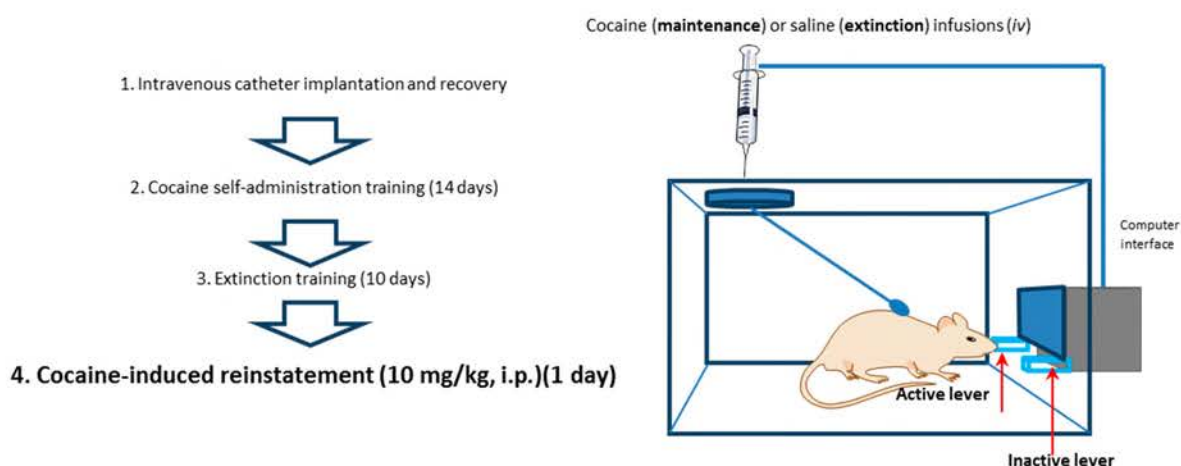 Cocaine (maintenance) or saline (extinction) infusions (iv)
1. Intravenous catheter implantation and recovery
2. Cocaine self-administration training (14 days)
3. Extinction training (10 days)
4. Cocaine-induced reinstatement (10 mg/kg, i.p.)(1 day)
Computer
interface
Active lever
Inactive lever